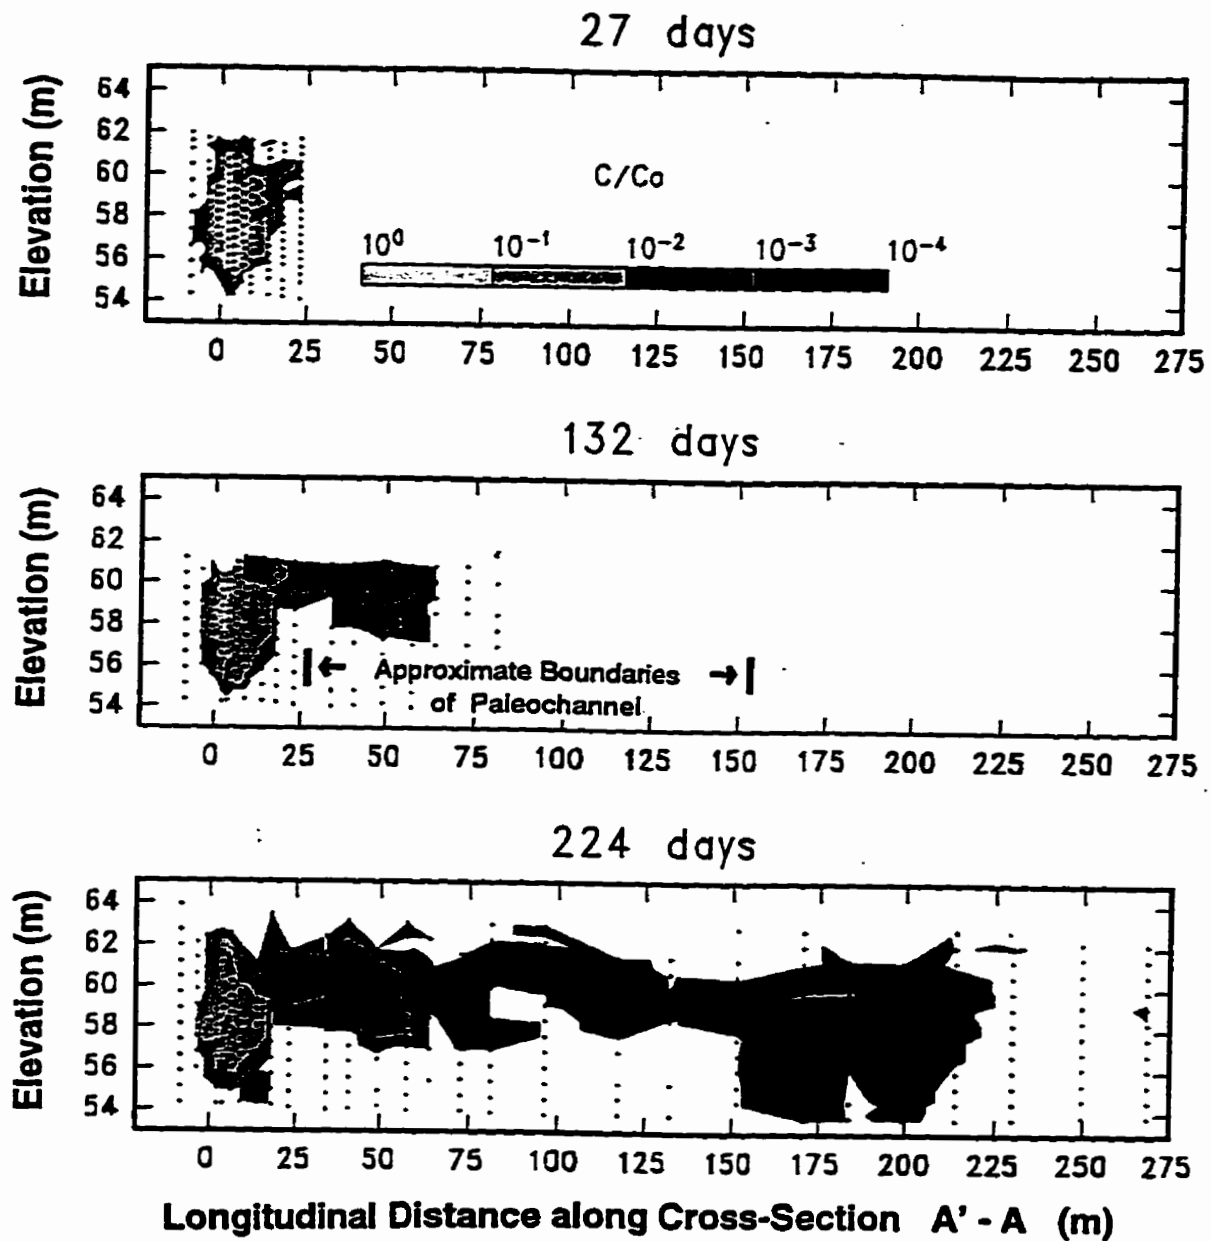 27 days
Elevation (m)
64
62
60
58
56
54
C/Co
10⁰ 10⁻¹ 10⁻² 10⁻³ 10⁻⁴
0 25 50 75 100 125 150 175 200 225 250 275
132 days
Elevation (m)
64
62
60
58
56
54
Approximate Boundaries
of Paleochannel
0 25 50 75 100 125 150 175 200 225 250 275
224 days
Elevation (m)
64
62
60
58
56
54
0 25 50 75 100 125 150 175 200 225 250 275
Longitudinal Distance along Cross-Section A' - A (m)